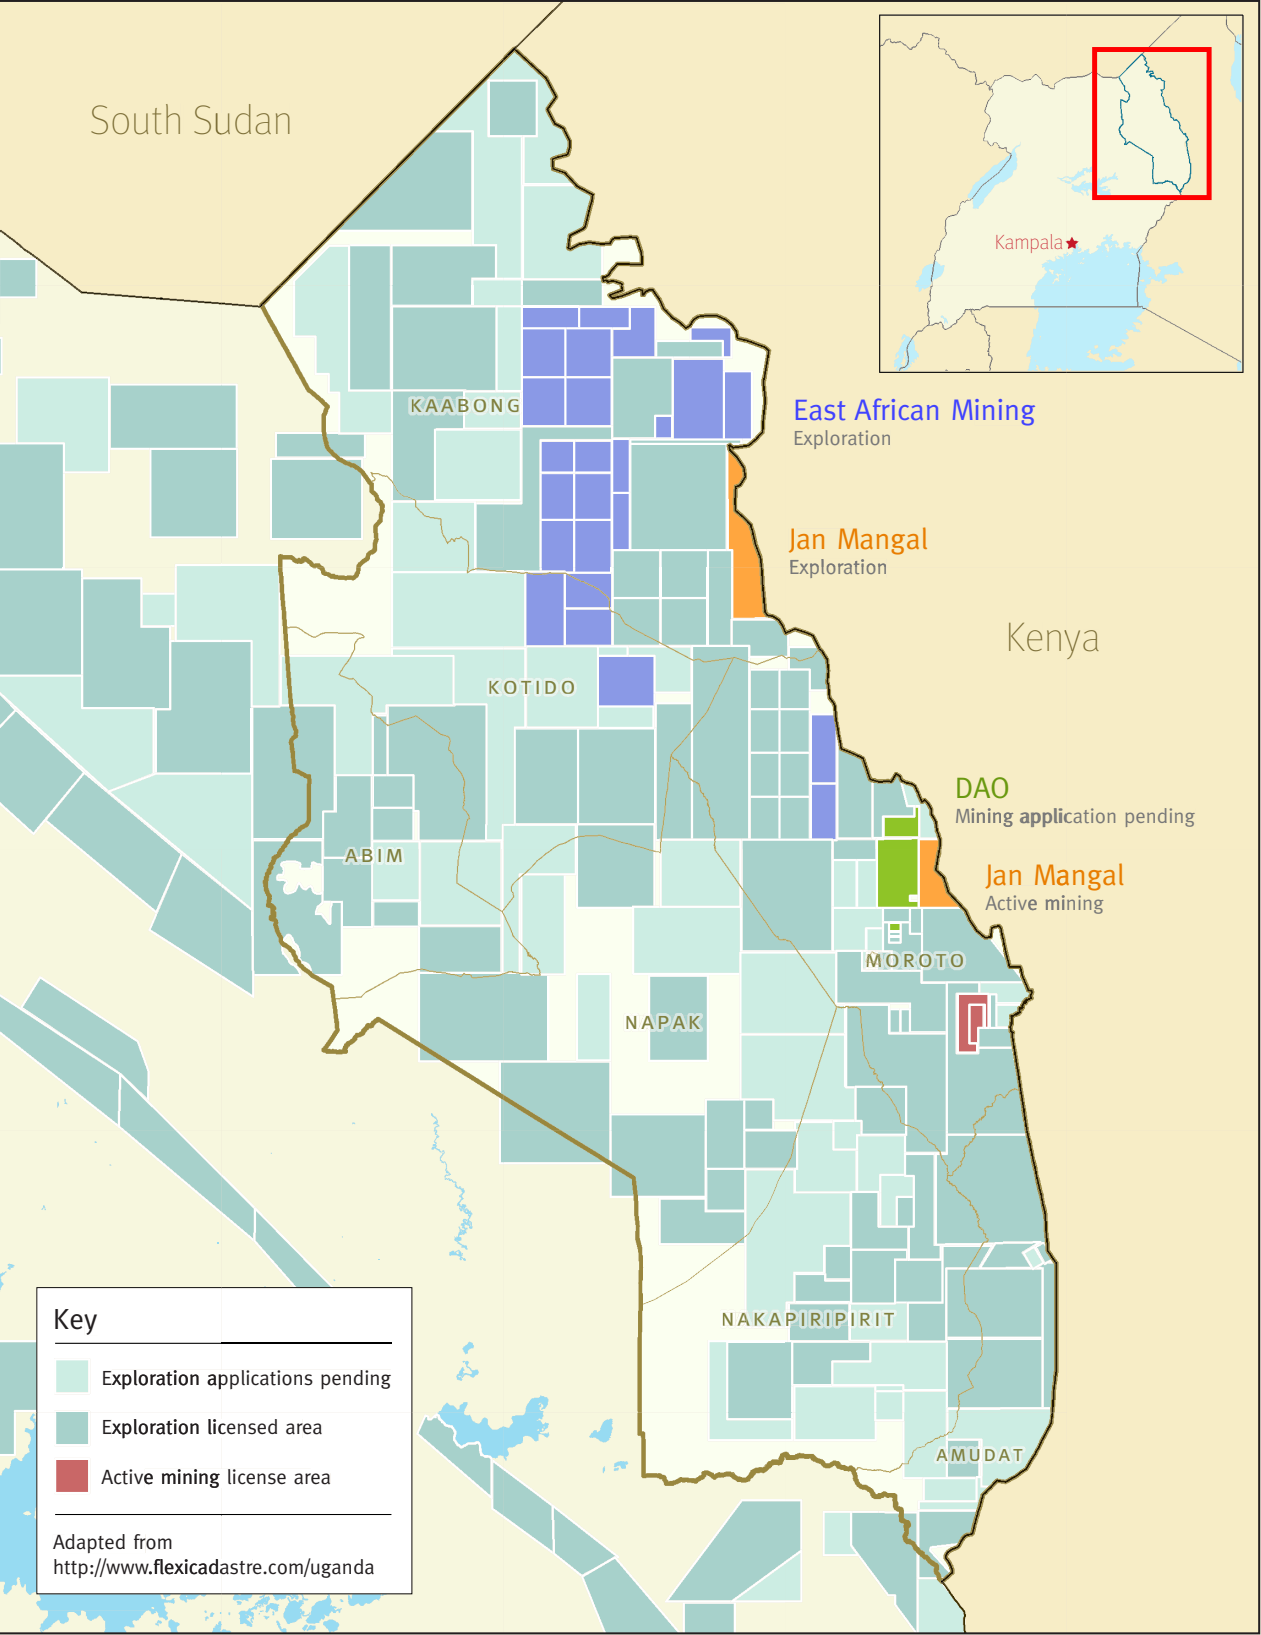 South Sudan
Kampala
KAABONG
East African Mining
Exploration
Jan Mangal
Exploration
Kenya
KOTIDO
DAO
Mining application pending
ABIM
Jan Mangal
Active mining
MOROTO
NAPAK
NAKAPIRIPIRIT
AMUDAT
Key
Exploration applications pending
Exploration licensed area
Active mining license area
Adapted from
http://www.flexicadastre.com/uganda